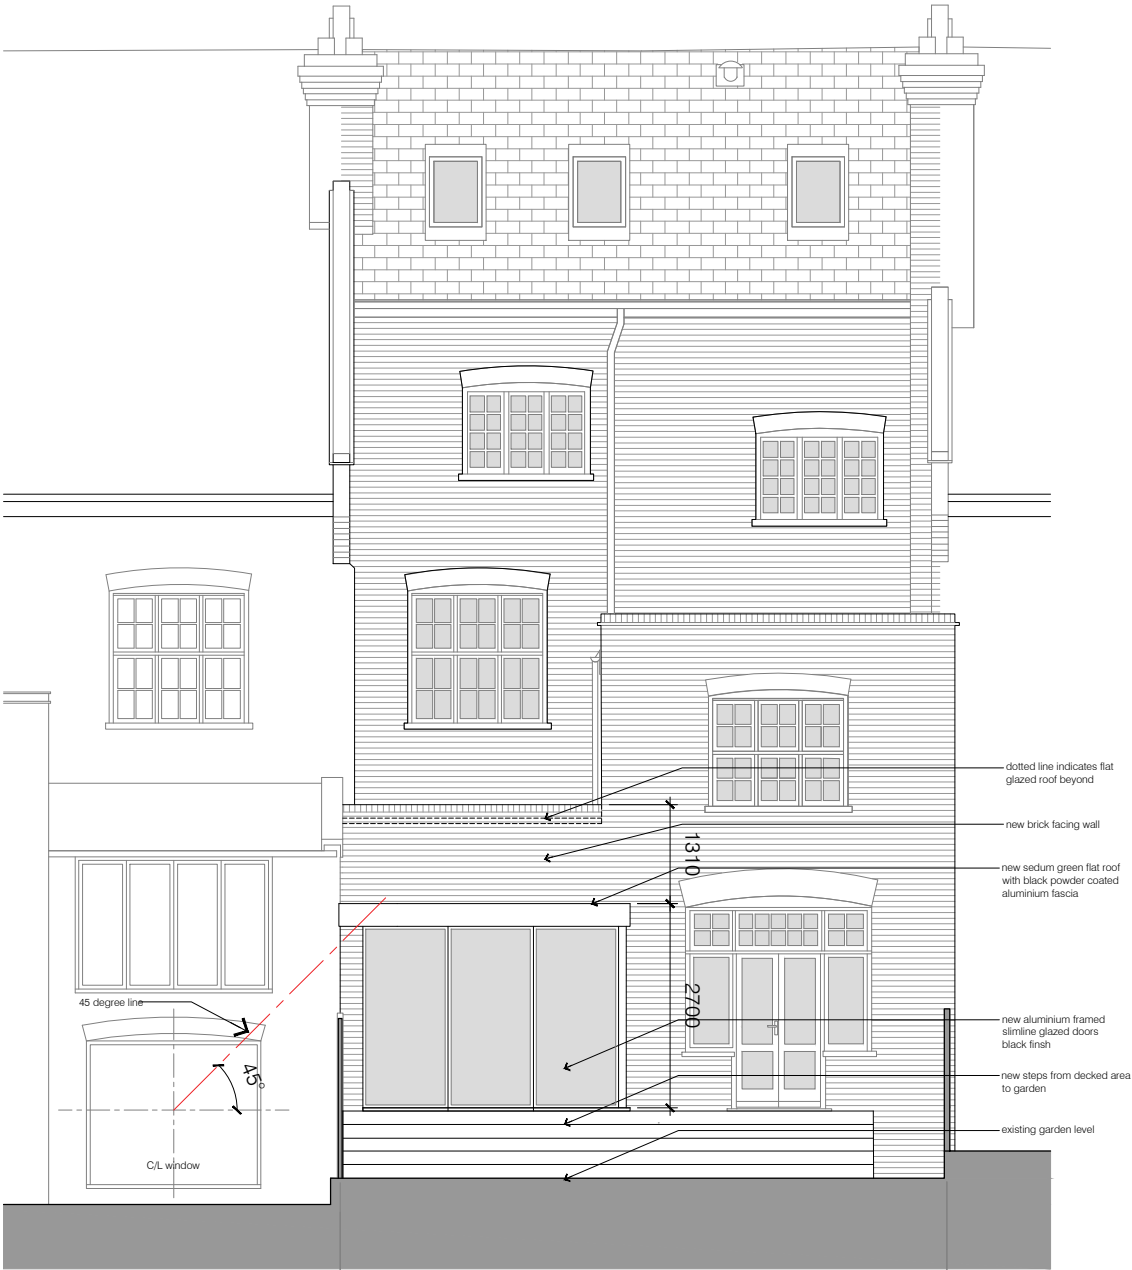 dotted line indicates flat
glazed roof beyond
new brick facing wall
1310
new sedum green flat roof
with black powder coated
aluminium fascia
45 degree line
2700
new aluminium framed
slimline glazed doors
black finsh
45°
new steps from decked area
to garden
existing garden level
C/L window